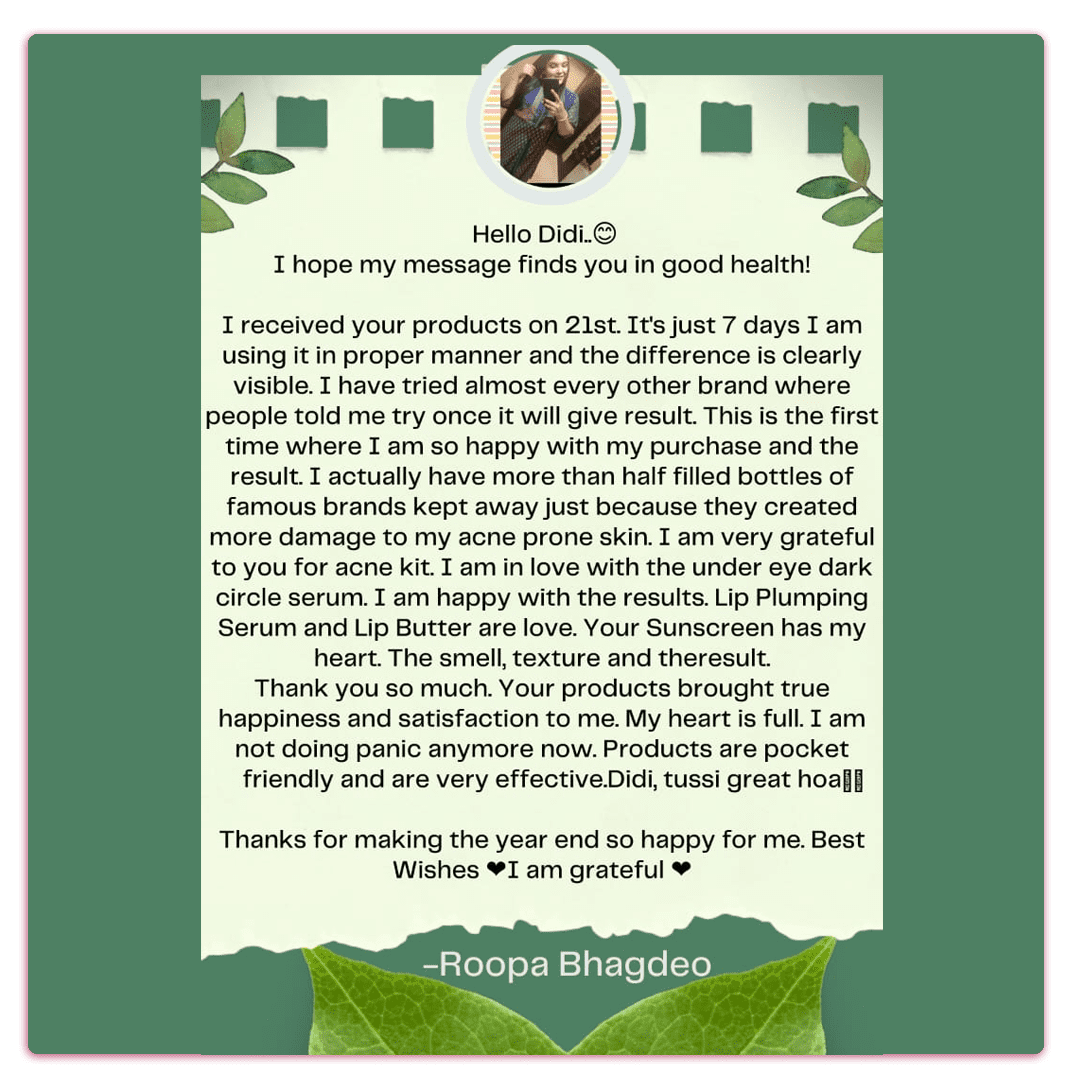 Hello Didi..😊
I hope my message finds you in good health!
I received your products on 21st. It's just 7 days I am
using it in proper manner and the difference is clearly
visible. I have tried almost every other brand where
people told me try once it will give result. This is the first
time where I am so happy with my purchase and the
result. I actually have more than half filled bottles of
famous brands kept away just because they created
more damage to my acne prone skin. I am very grateful
to you for acne kit. I am in love with the under eye dark
circle serum. I am happy with the results. Lip Plumping
Serum and Lip Butter are love. Your Sunscreen has my
heart. The smell, texture and theresult.
Thank you so much. Your products brought true
happiness and satisfaction to me. My heart is full. I am
not doing panic anymore now. Products are pocket
friendly and are very effective.Didi, tussi great hoa
Thanks for making the year end so happy for me. Best
Wishes ❤I am grateful ❤
-Roopa Bhagdeo